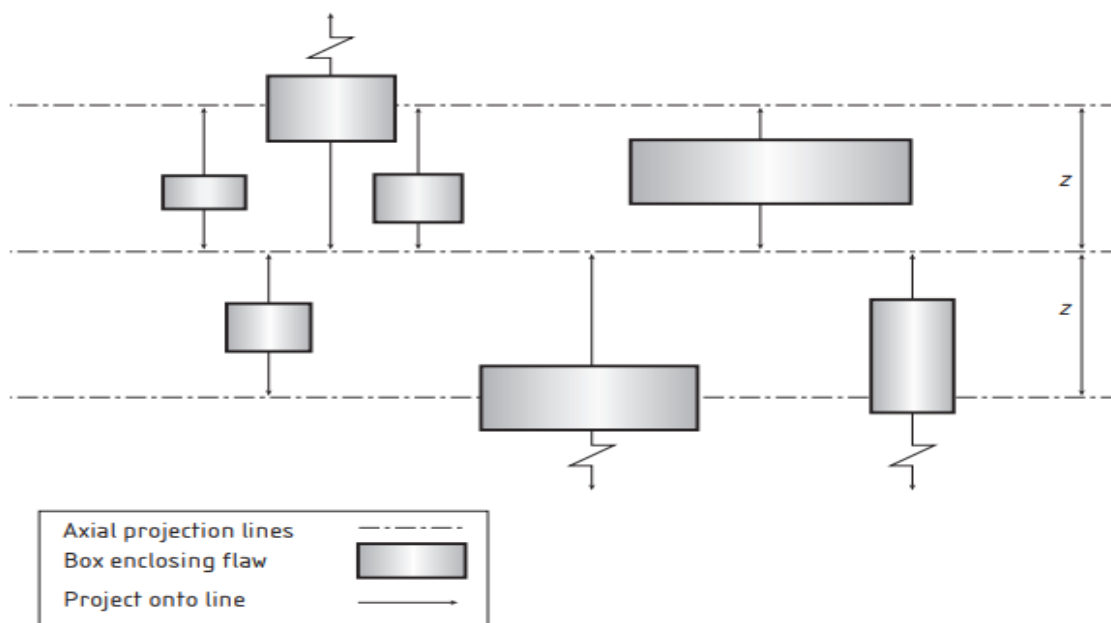 z
z
Axial projection lines
Box enclosing flaw
Project onto line